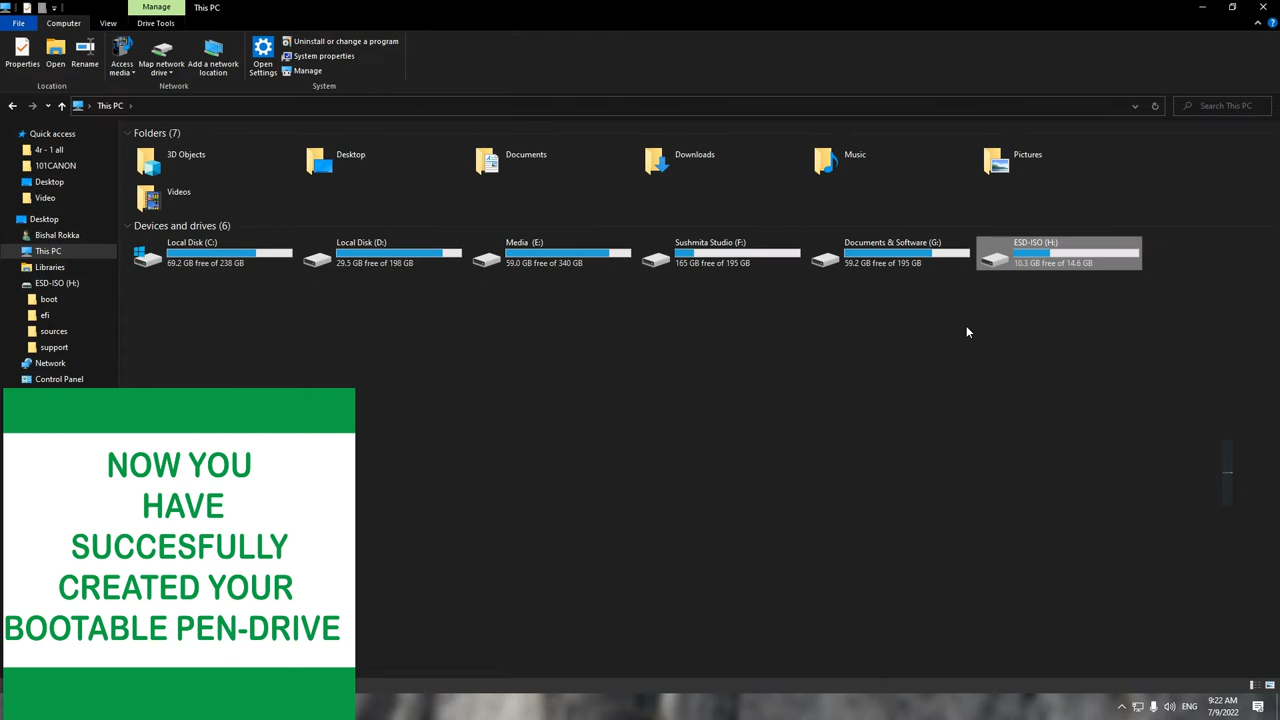 Manage
This PC
File
Computer
View
Drive Tools
Properties
Open
Rename
Access media
Map network drive
Add a network location
Open Settings
Uninstall or change a program
System properties
Manage
Location
Network
System
This PC
Search This PC
Quick access
4r - 1 all
101CANON
Desktop
Video
Desktop
Bishal Rokka
This PC
Libraries
ESD-ISO (H:)
boot
efi
sources
support
Network
Control Panel
Folders (7)
3D Objects
Desktop
Documents
Downloads
Music
Pictures
Videos
Devices and drives (6)
Local Disk (C:)
69.2 GB free of 238 GB
Local Disk (D:)
29.5 GB free of 198 GB
Media (E:)
59.0 GB free of 340 GB
Sushmita Studio (F:)
165 GB free of 195 GB
Documents & Software (G:)
59.2 GB free of 195 GB
ESD-ISO (H:)
10.3 GB free of 14.6 GB
NOW YOU
HAVE
SUCCESFULLY
CREATED YOUR
BOOTABLE PEN-DRIVE
ENG
9:22 AM
7/9/2022